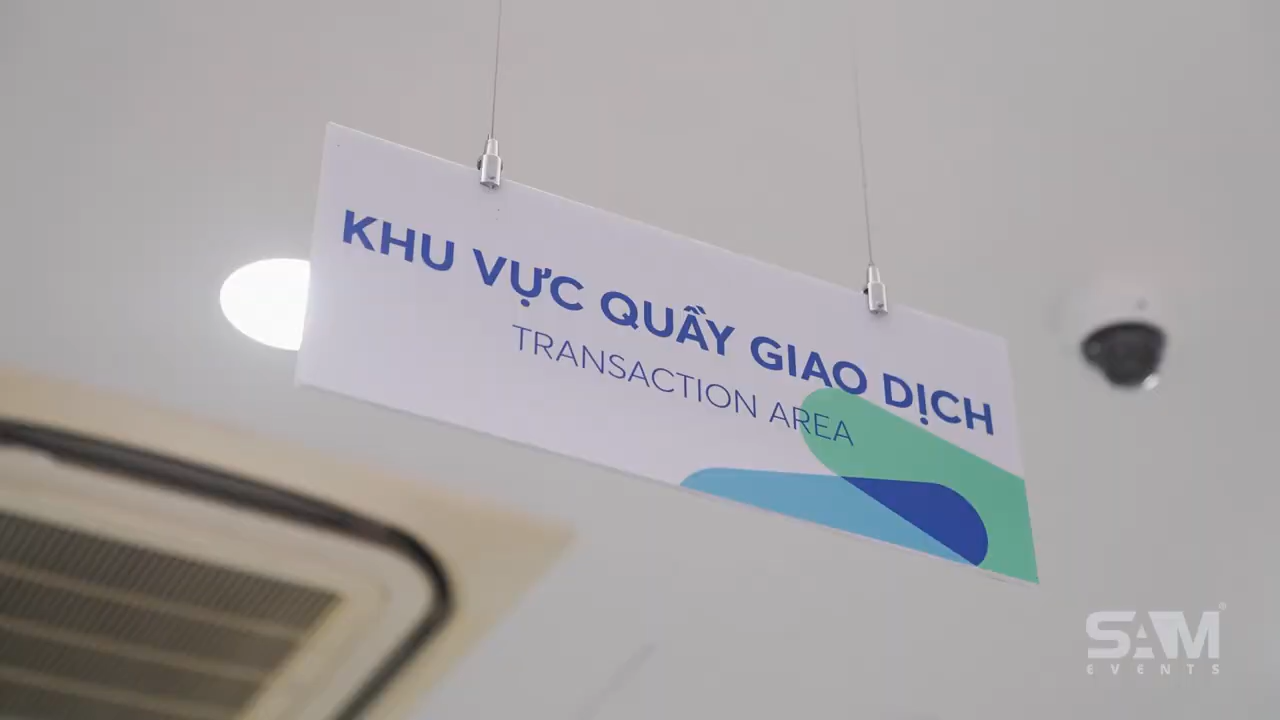 KHU VỰC QUẦY GIAO DỊCH
TRANSACTION AREA
SAM®
EVENTS